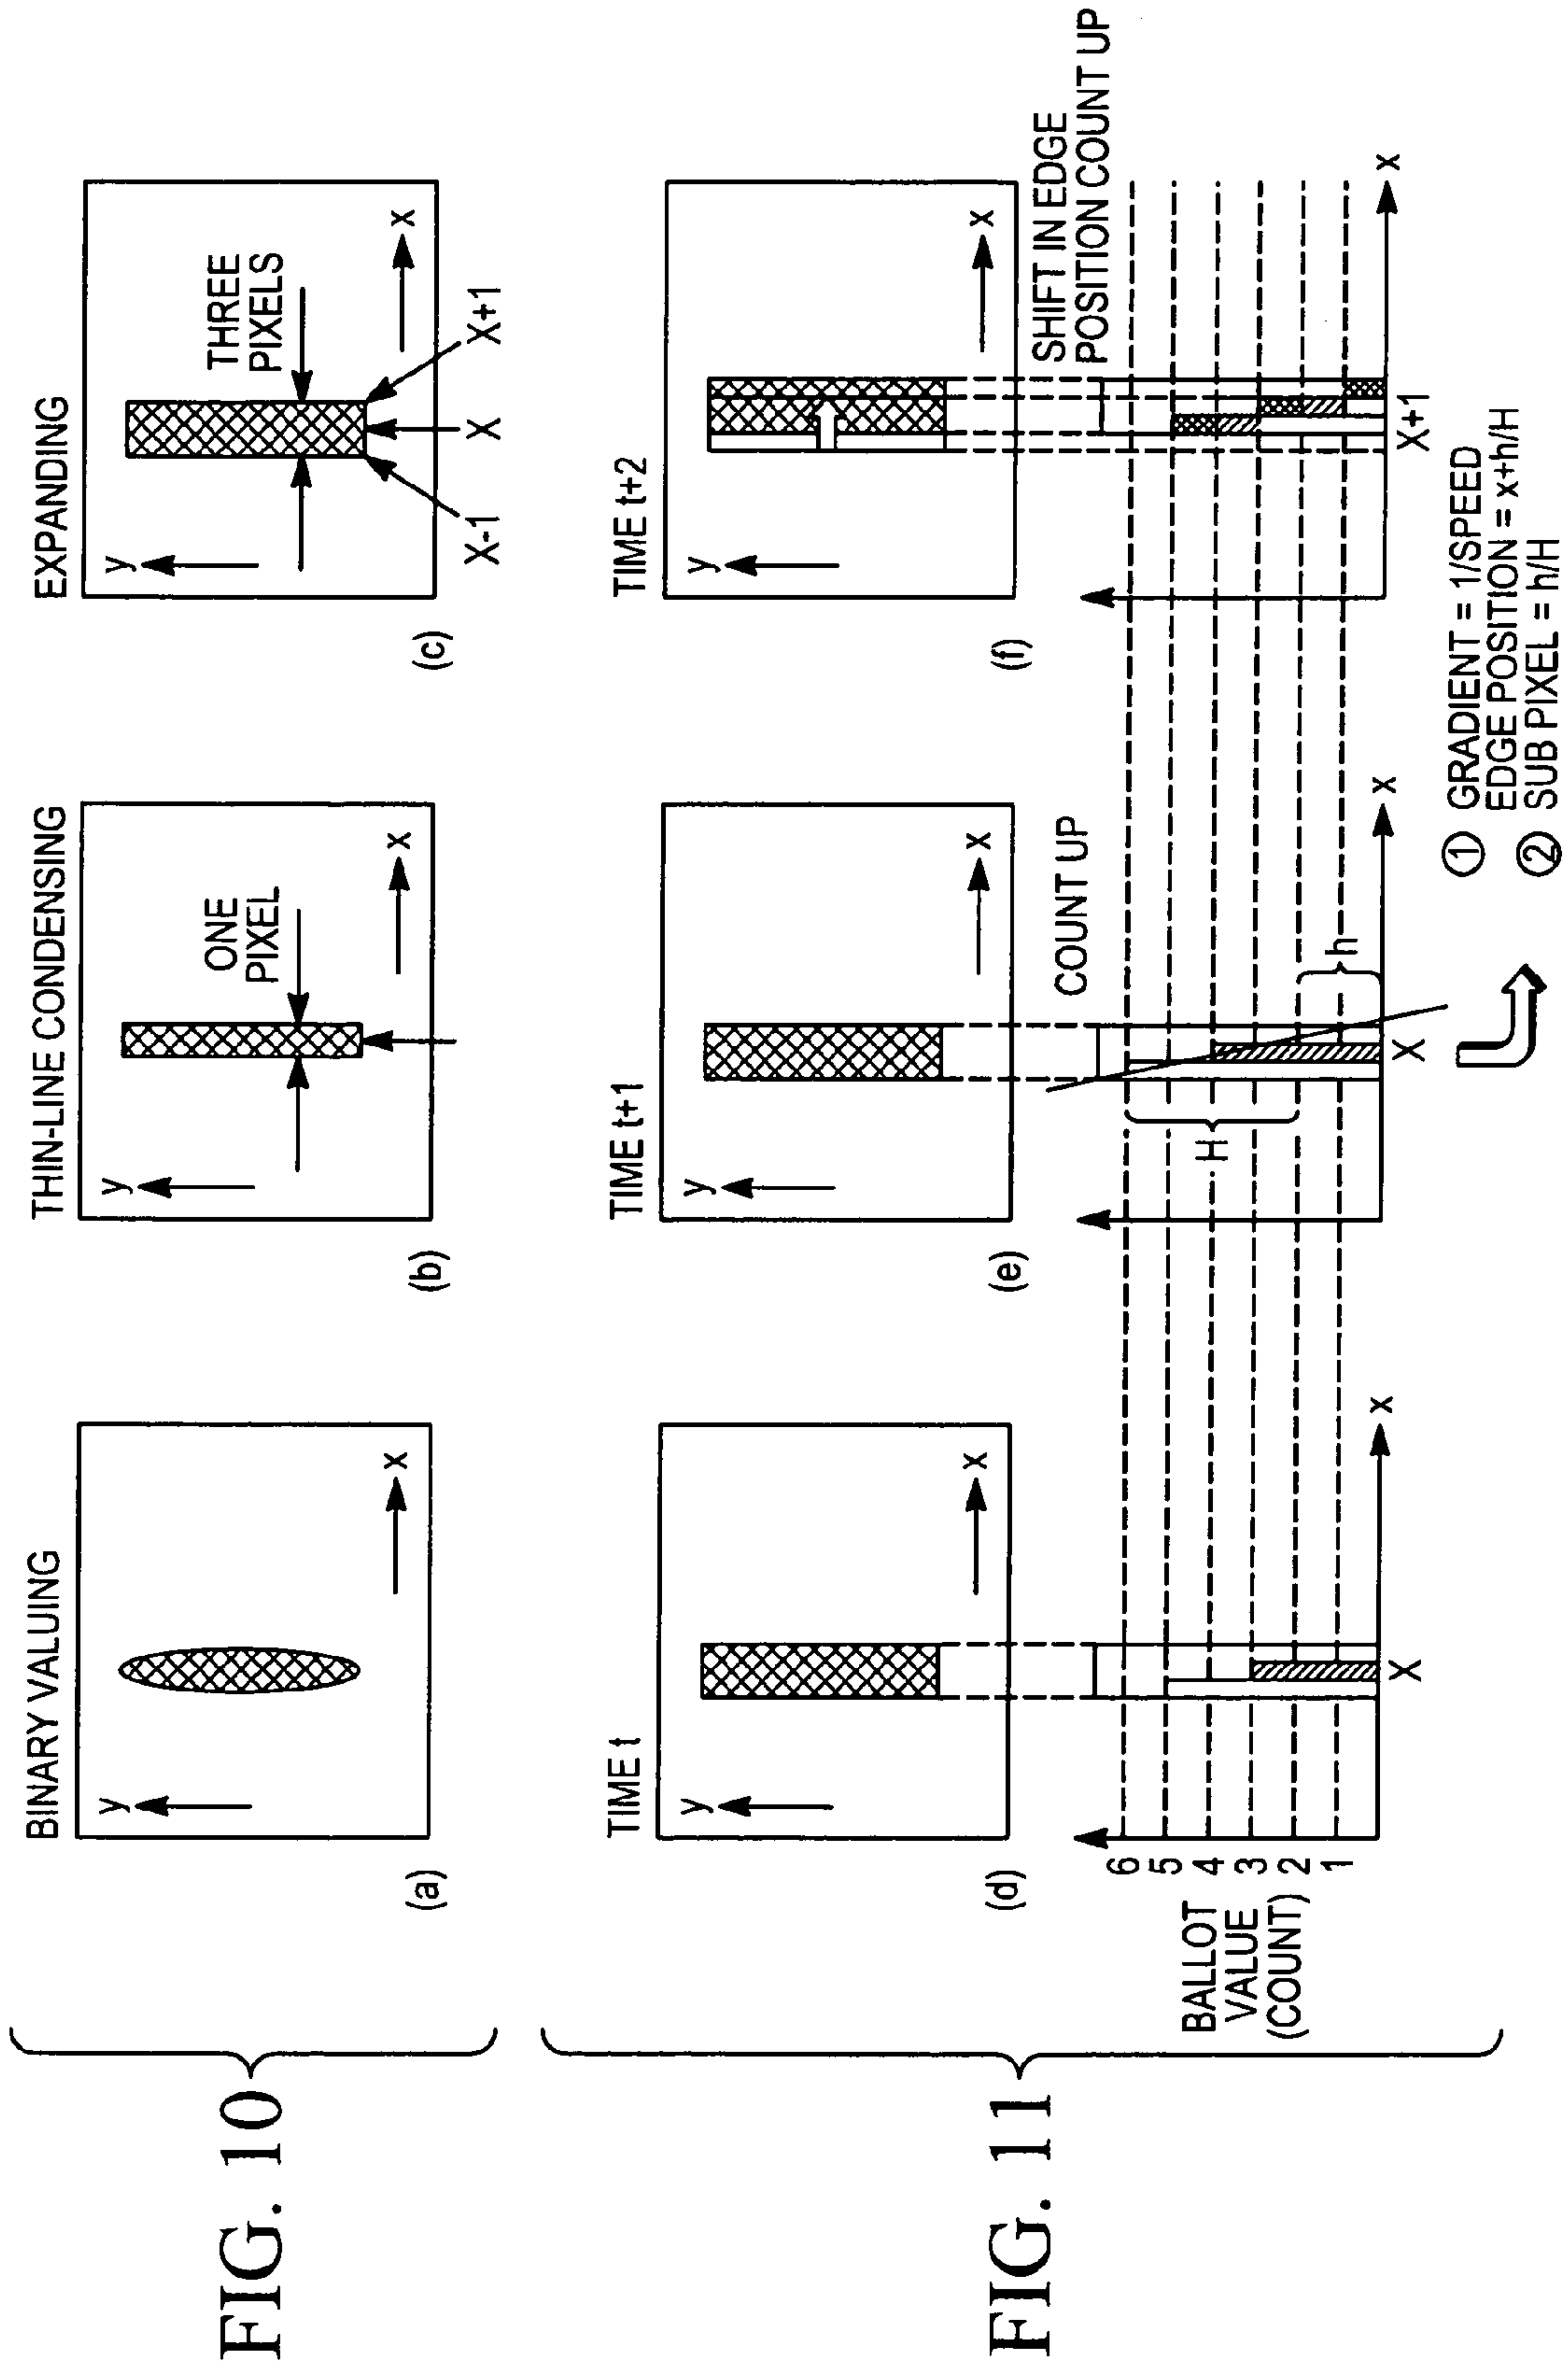 FIG. 10
BINARY VALUING
y
x
(a)
THIN-LINE CONDENSING
y
ONE
PIXEL
x
(b)
EXPANDING
y
THREE
PIXELS
x
X-1
X
X+1
(c)
FIG. 11
TIME t
y
x
(d)
TIME t+1
y
x
(e)
TIME t+2
y
x
(f)
BALLOT
VALUE
(COUNT)
6
5
4
3
2
1
X
x
COUNT UP
H
h
X
x
SHIFT IN EDGE
POSITION COUNT UP
X+1
x
① GRADIENT = 1/SPEED
EDGE POSITION = x+h/H
② SUB PIXEL = h/H